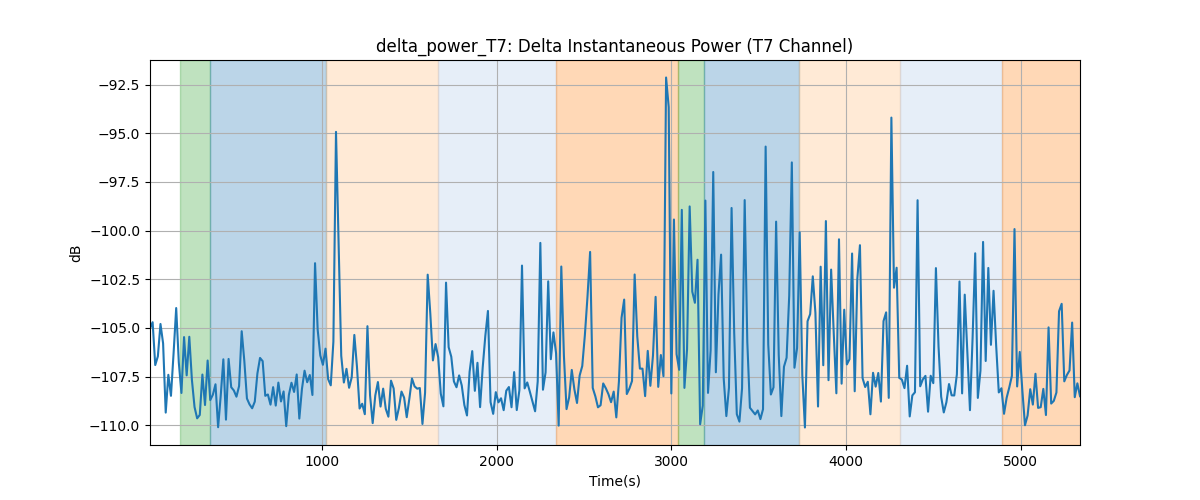 delta_power_T7: Delta Instantaneous Power (T7 Channel)
−92.5
−95.0
−97.5
−100.0
−102.5
−105.0
−107.5
−110.0
dB
1000 2000 3000 4000 5000
Time(s)